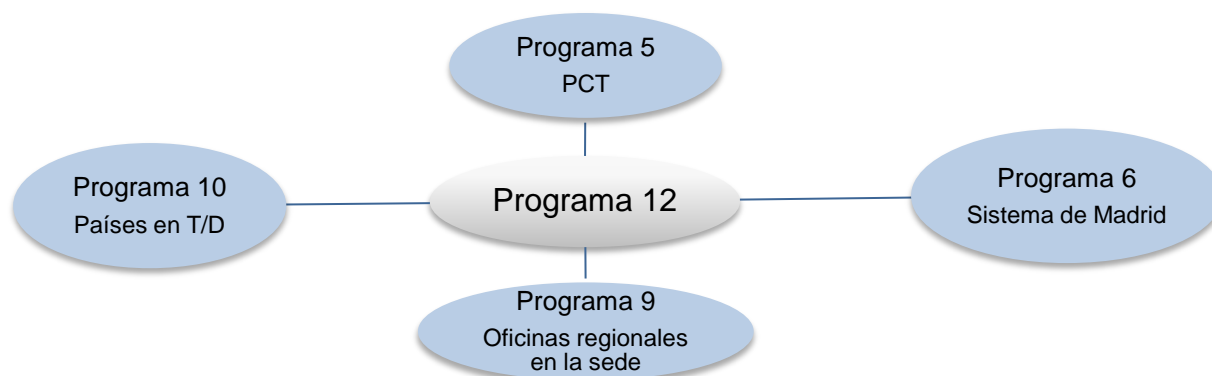 Programa 5
PCT
Programa 10
Países en T/D
Programa 12
Programa 6
Sistema de Madrid
Programa 9
Oficinas regionales
en la sede